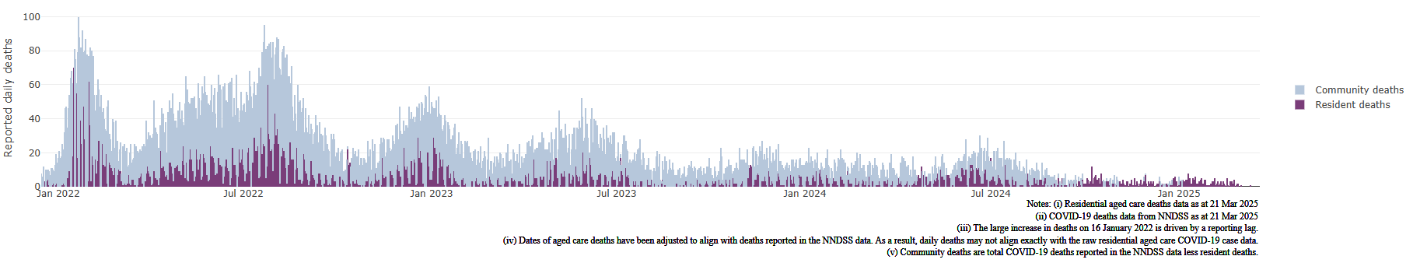 Reported daily deaths
100
80
60
40
20
0
Jan 2022
Jul 2022
Jan 2023
Jul 2023
Jan 2024
Jul 2024
Jan 2025
Community deaths
Resident deaths
Notes: (i) Residential aged care deaths data as at 21 Mar 2025
(ii) COVID-19 deaths data from NNDSS as at 21 Mar 2025
(iii) The large increase in deaths on 16 January 2022 is driven by a reporting lag.
(iv) Dates of aged care deaths have been adjusted to align with deaths reported in the NNDSS data. As a result, daily deaths may not align exactly with the raw residential aged care COVID-19 case data.
(v) Community deaths are total COVID-19 deaths reported in the NNDSS data less resident deaths.